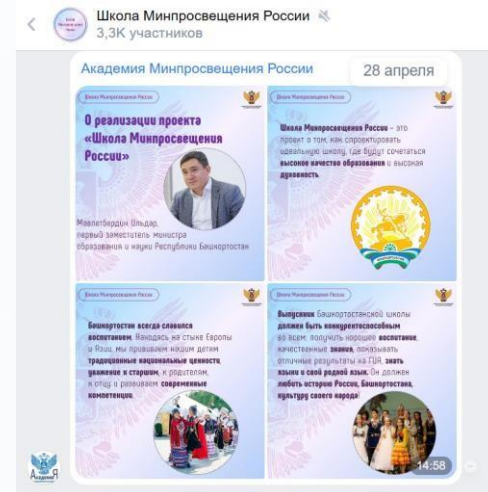 Школа Минпросвещения России
3,3K участников
Академия Минпросвещения России
28 апреля
Школа Минпросвещения России
О реализации проекта
«Школа Минпросвещения
России»
Мавлетбердин Ильдар,
первый заместитель министра
образования и науки Республики Башкортостан
Школа Минпросвещения России
Школа Минпросвещения России – это
проект о том, как спроектировать
идеальную школу, где будут сочетаться
высокое качество образования и высокая
духовность
Школа Минпросвещения России
Башкортостан всегда славился
воспитанием. Находясь на стыке Европы
и Азии, мы прививаем нашим детям
традиционные национальные ценности,
уважение к старшим, к родителям,
к отцу и развиваем современные
компетенции.
Школа Минпросвещения России
Выпускник Башкортостанской школы
должен быть конкурентоспособным
во всем: получить хорошее воспитание,
качественные знания, показывать
отличные результаты на ГИА, знать
языки и свой родной язык. Он должен
любить историю России, Башкортостана,
культуру своего народа
14:58
АкадемиЯ